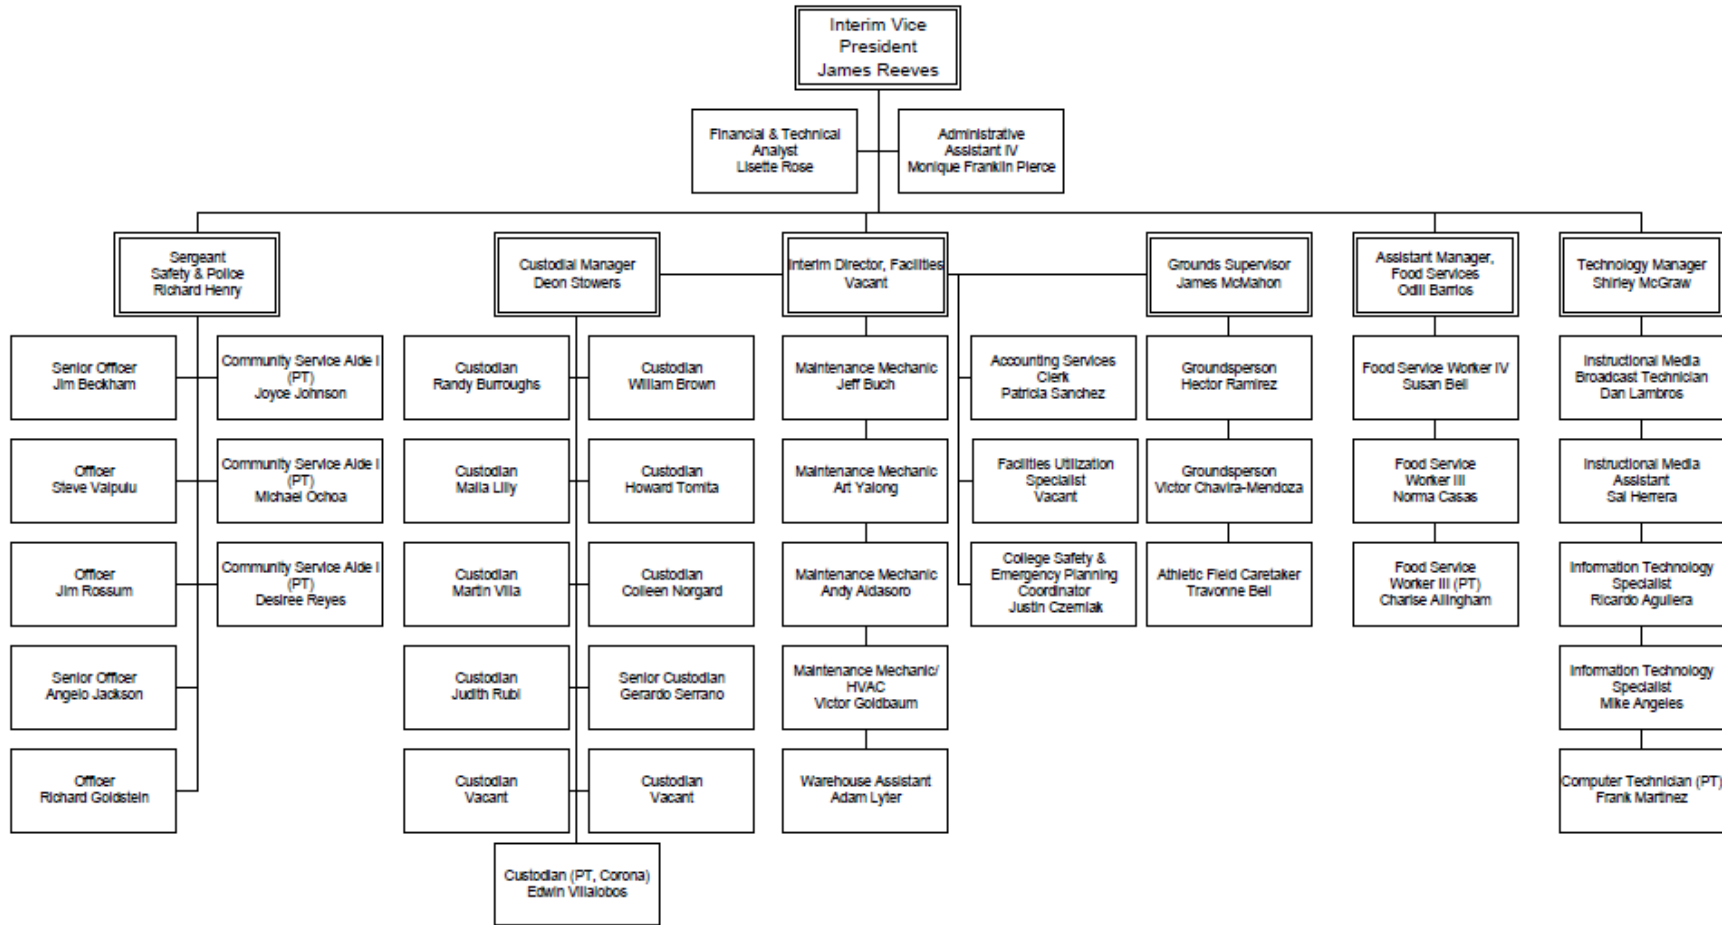 Interim Vice
President
James Reeves
Financial & Technical
Analyst
Lisette Rose
Administrative
Assistant IV
Monique Franklin Pierce
Sergeant
Safety & Police
Richard Henry
Custodial Manager
Deon Stowers
Interim Director, Facilities
Vacant
Grounds Supervisor
James McMahon
Assistant Manager,
Food Services
Odili Barrios
Technology Manager
Shirley McGraw
Senior Officer
Jim Beckham
Community Service Aide I
(PT)
Joyce Johnson
Custodian
Randy Burroughs
Custodian
William Brown
Maintenance Mechanic
Jeff Buch
Accounting Services
Clerk
Patricia Sanchez
Groundsperson
Hector Ramirez
Food Service Worker IV
Susan Bell
Instructional Media
Broadcast Technician
Dan Lambros
Officer
Steve Valpulu
Community Service Aide I
(PT)
Michael Ochoa
Custodian
Malia Lilly
Custodian
Howard Tomita
Maintenance Mechanic
Art Yalong
Facilities Utilization
Specialist
Vacant
Groundsperson
Victor Chavira-Mendoza
Food Service
Worker III
Norma Casas
Instructional Media
Assistant
Sal Herrera
Officer
Jim Rossum
Community Service Aide I
(PT)
Desiree Reyes
Custodian
Martin Villa
Custodian
Colleen Norgard
Maintenance Mechanic
Andy Aldasoro
College Safety &
Emergency Planning
Coordinator
Justin Czerniak
Athletic Field Caretaker
Travonne Bell
Food Service
Worker III (PT)
Charise Allingham
Information Technology
Specialist
Ricardo Aguilera
Senior Officer
Angelo Jackson
Custodian
Judith Rubi
Senior Custodian
Gerardo Serrano
Maintenance Mechanic/
HVAC
Victor Goldbaum
Information Technology
Specialist
Mike Angeles
Officer
Richard Goldstein
Custodian
Vacant
Custodian
Vacant
Warehouse Assistant
Adam Lyter
Computer Technician (PT)
Frank Martinez
Custodian (PT, Corona)
Edwin Villalobos